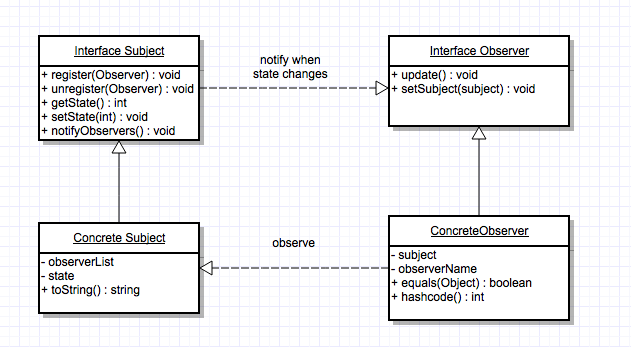 Interface Subject
+ register(Observer) : void
+ unregister(Observer) : void
+ getState() : int
+ setState(int) : void
+ notifyObservers() : void
notify when
state changes
Interface Observer
+ update() : void
+ setSubject(subject) : void
Concrete Subject
- observerList
- state
+ toString() : string
observe
ConcreteObserver
- subject
- observerName
+ equals(Object) : boolean
+ hashcode() : int